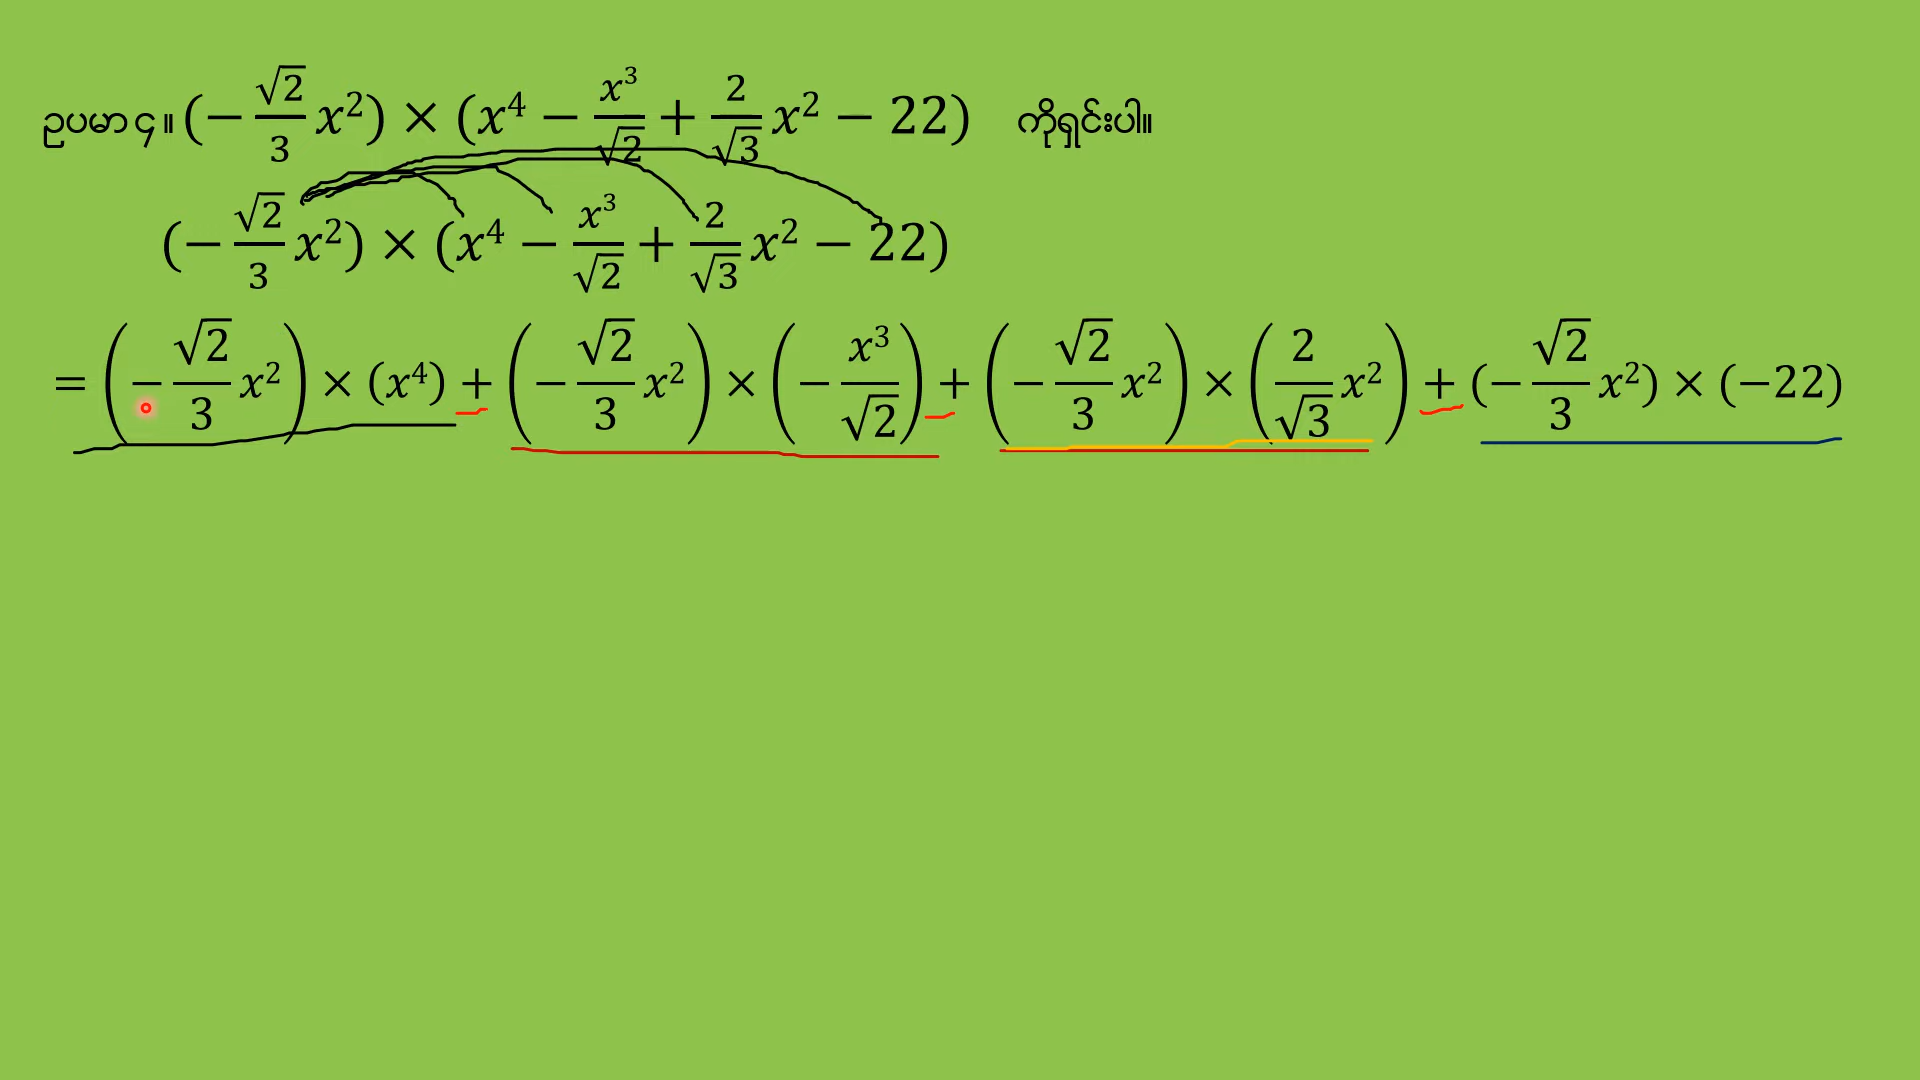 ဥပမာ ၄။ (−√2/3 x²) × (x⁴ − x³/√2 + 2/√3 x² − 22) ကိုရှင်းပါ။
(−√2/3 x²) × (x⁴ − x³/√2 + 2/√3 x² − 22)
= (−√2/3 x²) × (x⁴) + (−√2/3 x²) × (−x³/√2) + (−√2/3 x²) × (2/√3 x²) + (−√2/3 x²) × (−22)